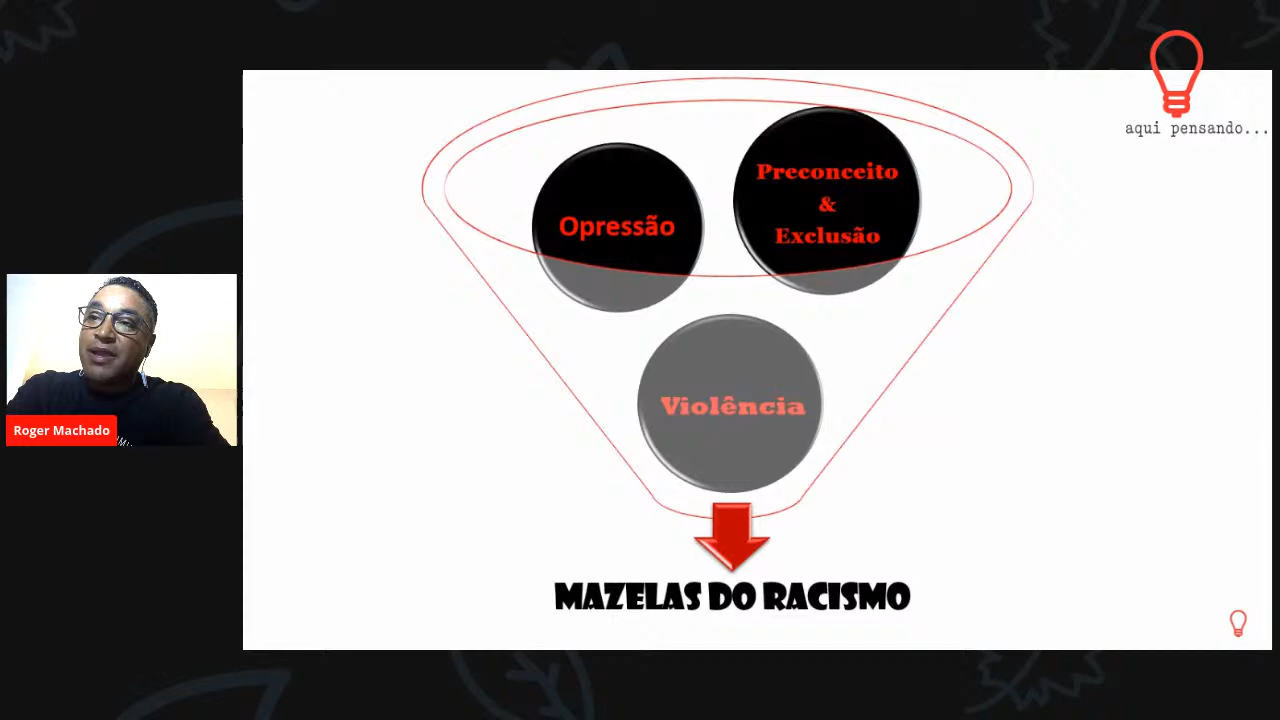 aqui pensando...
Preconceito
&
Exclusão
Opressão
Violência
Roger Machado
MAZELAS DO RACISMO